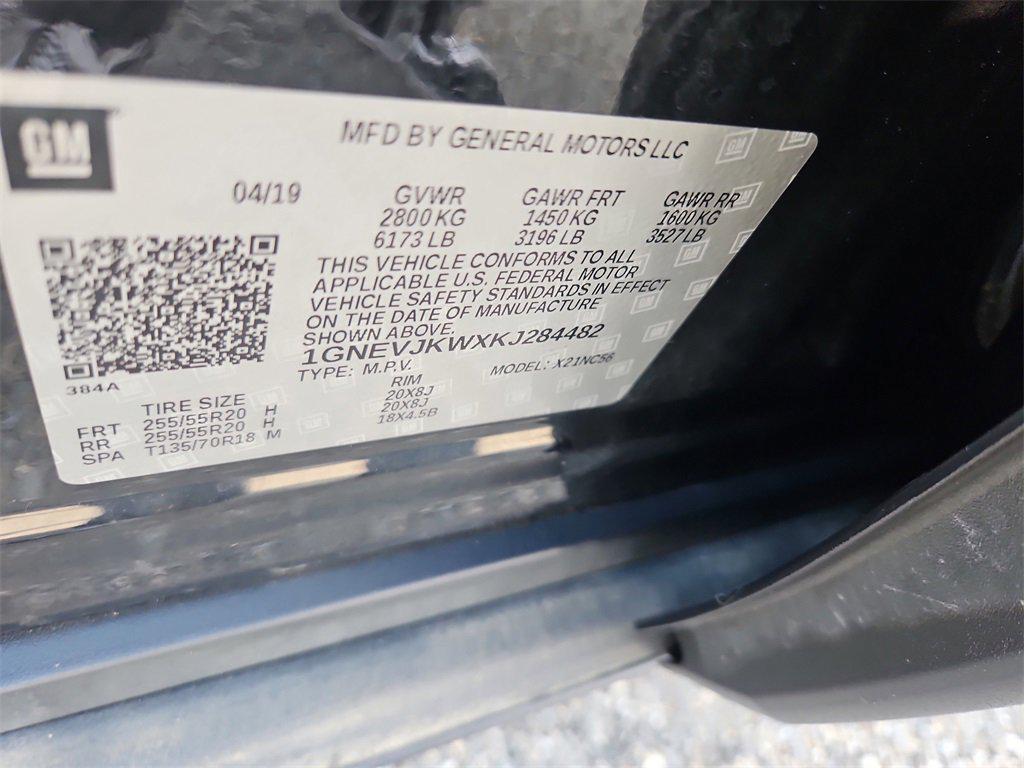 GM
MFD BY GENERAL MOTORS LLC
04/19 GVWR GAWR FRT GAWR RR
2800 KG 1450 KG 1600 KG
6173 LB 3196 LB 3527 LB
THIS VEHICLE CONFORMS TO ALL
APPLICABLE U.S. FEDERAL MOTOR
VEHICLE SAFETY STANDARDS IN EFFECT
ON THE DATE OF MANUFACTURE
SHOWN ABOVE.
1GNEVJKWXKJ284482
TYPE: M.P.V. MODEL: X21NC56
384A
TIRE SIZE RIM
FRT 255/55R20 H 20X8J
RR 255/55R20 H 20X8J
SPA T135/70R18 M 18X4.5B